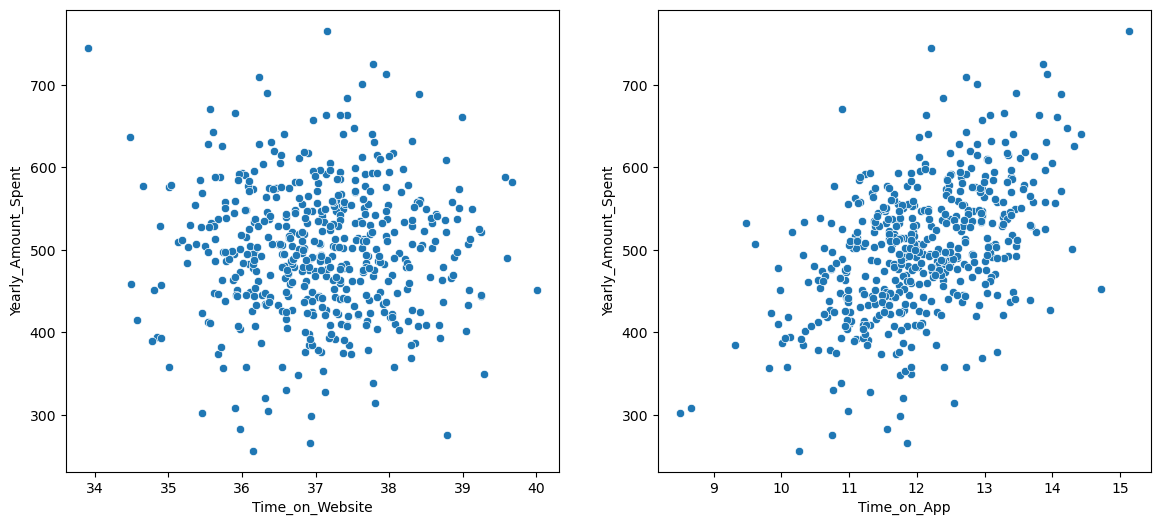 700
600
500
400
300
Yearly_Amount_Spent
34 35 36 37 38 39 40
Time_on_Website
700
600
500
400
300
Yearly_Amount_Spent
9 10 11 12 13 14 15
Time_on_App